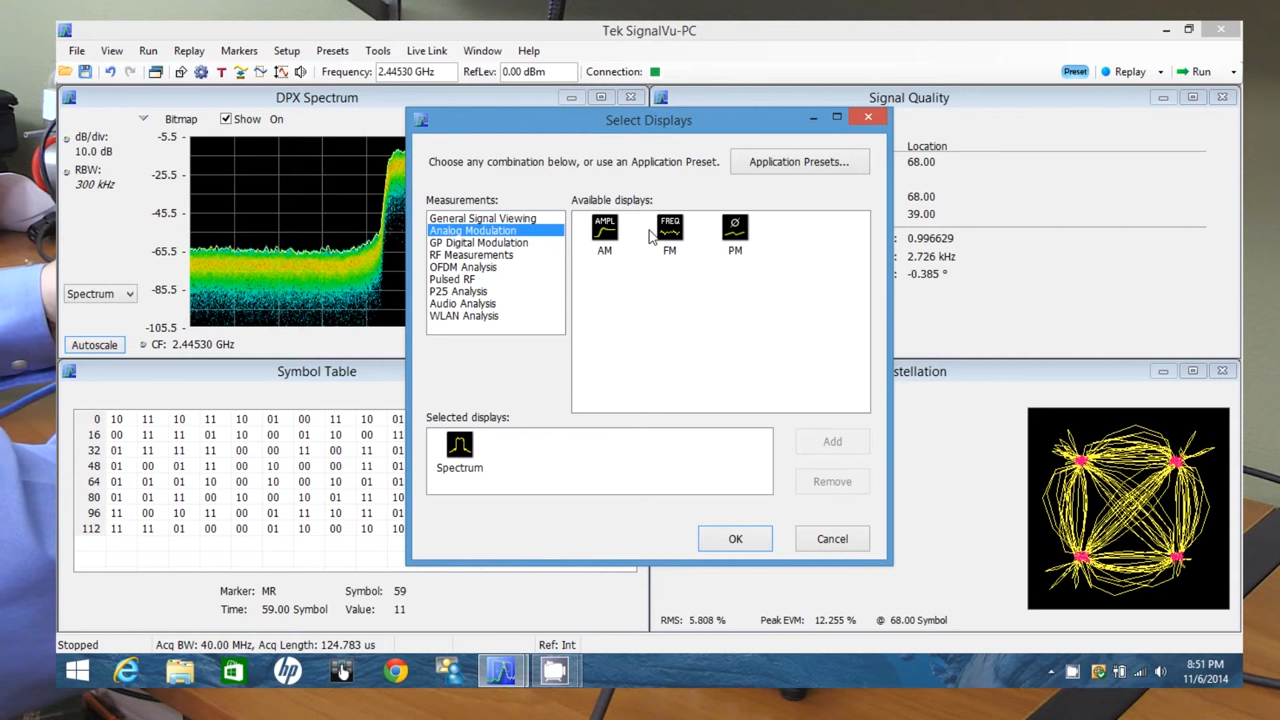 Tek SignalVu-PC
File View Run Replay Markers Setup Presets Tools Live Link Window Help
Frequency: 2.44530 GHz RefLev: 0.00 dBm Connection: Preset Replay Run
DPX Spectrum
Signal Quality
Bitmap Show On
dB/div:
10.0 dB
RBW:
300 kHz
-5.5
-25.5
-45.5
-65.5
-85.5
-105.5
Spectrum
Autoscale
CF: 2.44530 GHz
Location
68.00
68.00
39.00
: 0.996629
: 2.726 kHz
-0.385 °
Select Displays
Choose any combination below, or use an Application Preset.
Application Presets...
Measurements:
General Signal Viewing
Analog Modulation
GP Digital Modulation
RF Measurements
OFDM Analysis
Pulsed RF
P25 Analysis
Audio Analysis
WLAN Analysis
Available displays:
AMPL FREQ Ø
AM FM PM
Selected displays:
Spectrum
Add
Remove
OK Cancel
Symbol Table
0 10 11 10 11 10 01 00 11 10 01
16 00 11 11 01 10 00 01 10 00 11
32 01 11 11 10 11 00 11 00 11 01
48 01 00 01 11 00 10 00 10 11 01
64 01 01 01 01 00 11 11 00 10 01
80 01 01 11 00 10 00 10 10 01 00
96 11 00 10 11 00 01 11 01 00 11
112 11 11 01 00 00 01 10 00 10 10
Marker: MR Symbol: 59
Time: 59.00 Symbol Value: 11
stellation
RMS: 5.808 % Peak EVM: 12.255 % @ 68.00 Symbol
Stopped Acq BW: 40.00 MHz, Acq Length: 124.783 us Ref: Int
hp
8:51 PM
11/6/2014